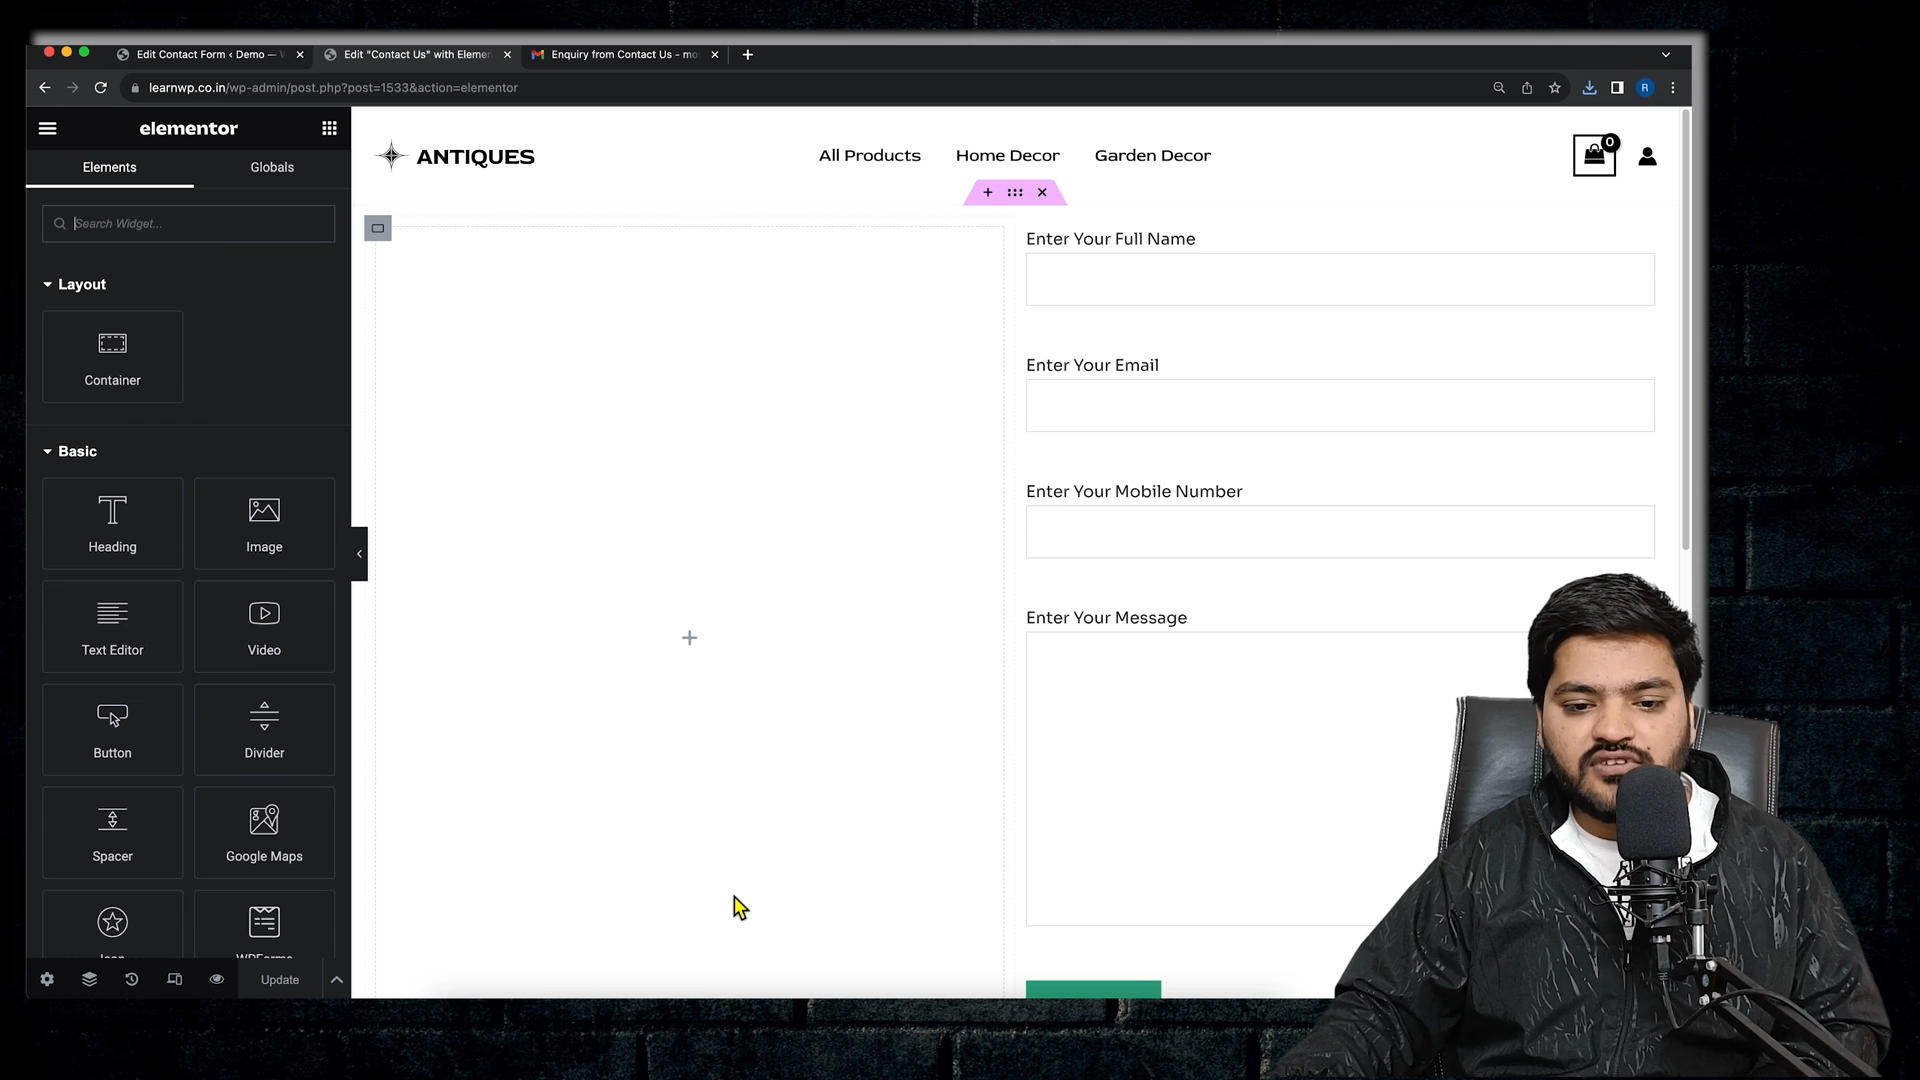 Edit Contact Form ‹ Demo —
Edit "Contact Us" with Elemen
Enquiry from Contact Us - mo
learnwp.co.in/wp-admin/post.php?post=1533&action=elementor
R
elementor
Elements
Globals
Search Widget...
Layout
Container
Basic
Heading
Image
Text Editor
Video
Button
Divider
Spacer
Google Maps
Icon
WPForms
Update
ANTIQUES
All Products
Home Decor
Garden Decor
0
Enter Your Full Name
Enter Your Email
Enter Your Mobile Number
Enter Your Message